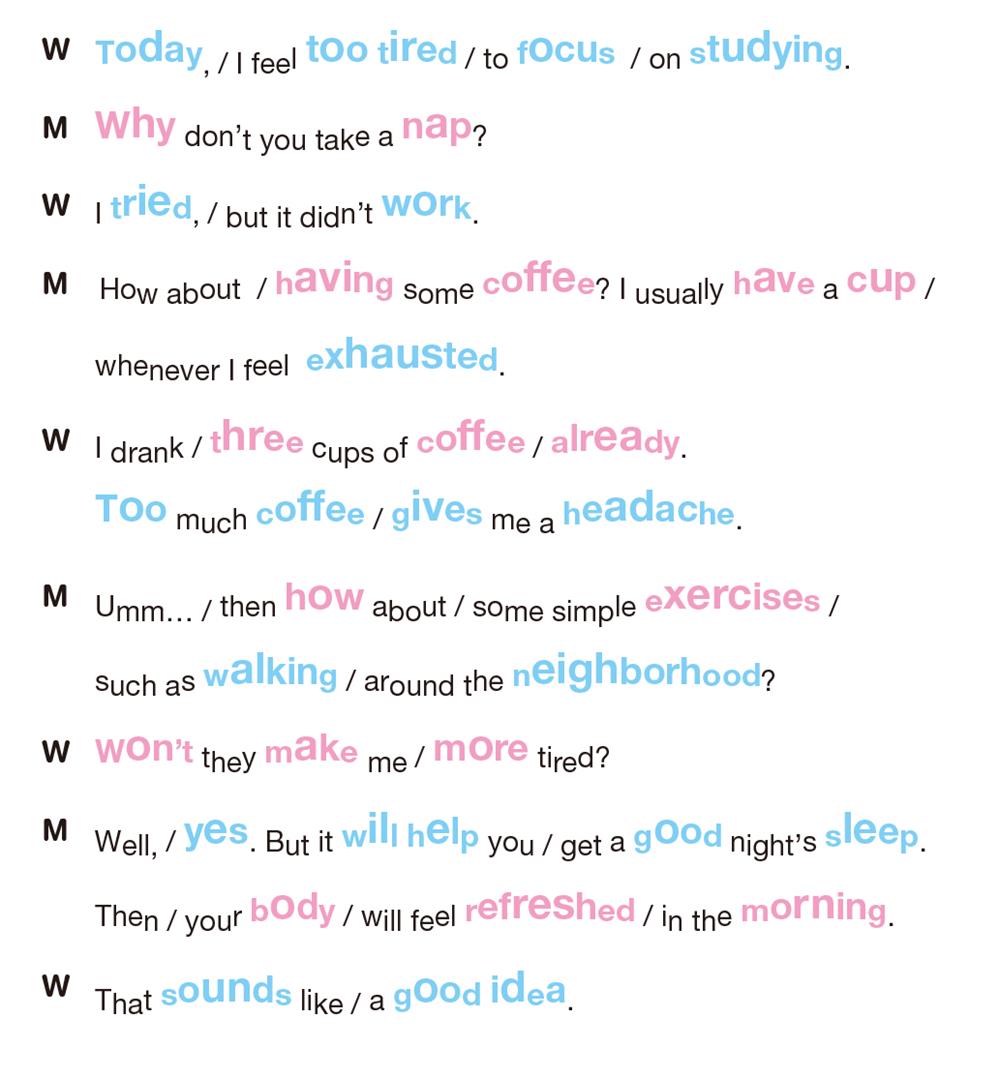 W Today, / I feel too tired / to focus / on studying.
M Why don't you take a nap?
W I tried, / but it didn't work.
M How about / having some coffee? I usually have a cup /
whenever I feel exhausted.
W I drank / three cups of coffee / already.
Too much coffee / gives me a headache.
M Umm... / then how about / some simple exercises /
such as walking / around the neighborhood?
W won't they make me / more tired?
M Well, / yes. But it will help you / get a good night's sleep.
Then / your body / will feel refreshed / in the morning.
W That sounds like / a good idea.